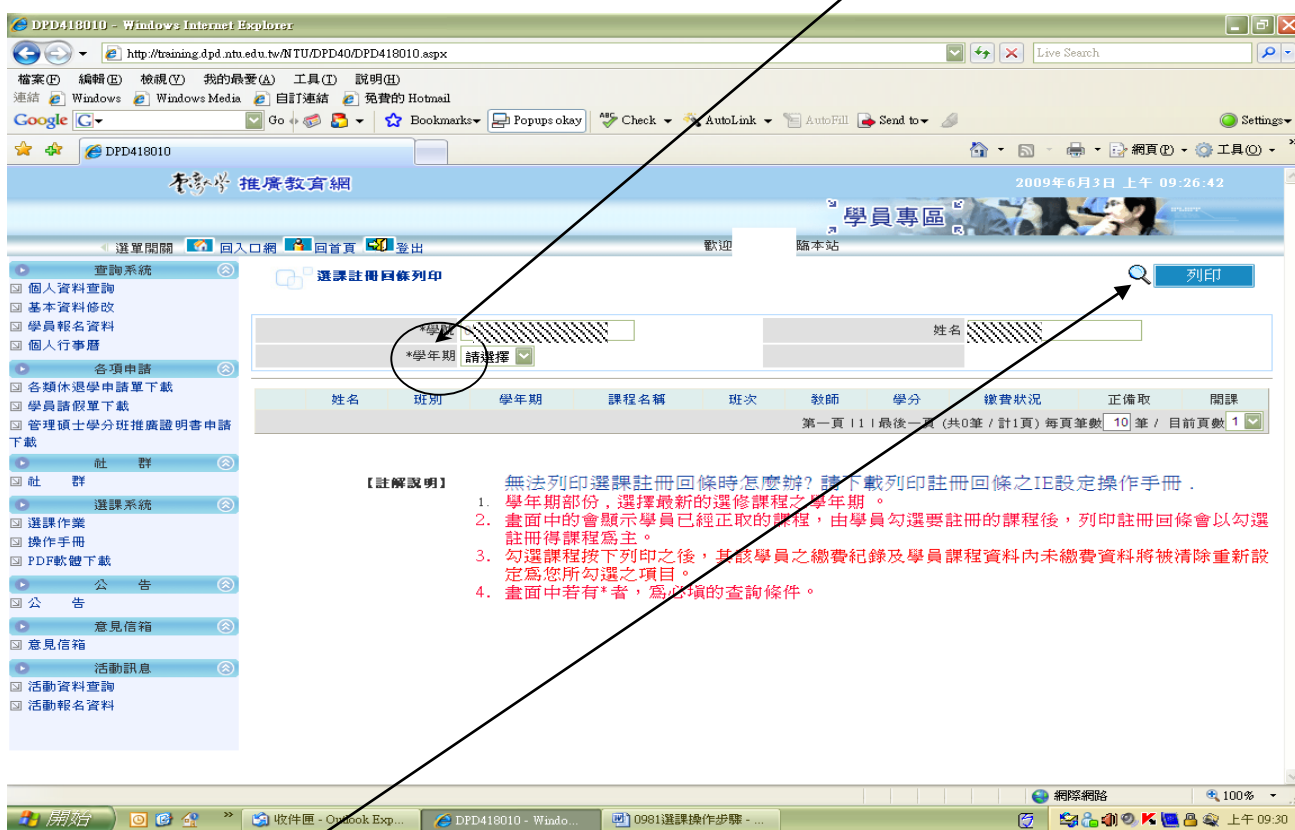 DPD418010 - Windows Internet Explorer
http://training.dpd.ntu.edu.tw/NTU/DPD40/DPD418010.aspx
Live Search
檔案(F) 編輯(E) 檢視(V) 我的最愛(A) 工具(T) 說明(H)
連結 Windows Windows Media 自訂連結 免費的 Hotmail
Google G Go Bookmarks Popups okay Check AutoLink AutoFill Send to Settings
DPD418010 網頁(P) 工具(O)
臺灣大學 推廣教育網 2009年6月3日 上午 09:26:42
學員專區
選單開關 回入口網 回首頁 登出 歡迎 臨本站
查詢系統
個人資料查詢
基本資料修改
學員報名資料
個人行事曆
各項申請
各類休退學申請單下載
學員請假單下載
管理碩士學分班推廣證明書申請
下載
社 群
社 群
選課系統
選課作業
操作手冊
PDF軟體下載
公 告
公 告
意見信箱
意見信箱
活動訊息
活動資料查詢
活動報名資料
選課註冊回條列印 列印
*學號 姓名
*學年期 請選擇
姓名 班別 學年期 課程名稱 班次 教師 學分 繳費狀況 正備取 開課
第一頁 | 1 | 最後一頁 (共0筆 / 計1頁) 每頁筆數 10 筆 / 目前頁數 1
【註解說明】 無法列印選課註冊回條時怎麼辦? 請下載列印註冊回條之IE設定操作手冊 .
1. 學年期部份，選擇最新的選修課程之學年期 。
2. 畫面中的會顯示學員已經正取的課程，由學員勾選要註冊的課程後，列印註冊回條會以勾選
註冊得課程為主。
3. 勾選課程按下列印之後，其該學員之繳費紀錄及學員課程資料內未繳費資料將被清除重新設
定為您所勾選之項目。
4. 畫面中若有*者，為必填的查詢條件。
網際網路 100%
開始 收件匣 - Outlook Exp... DPD418010 - Windo... 0981選課操作步驟 - ... 上午 09:30